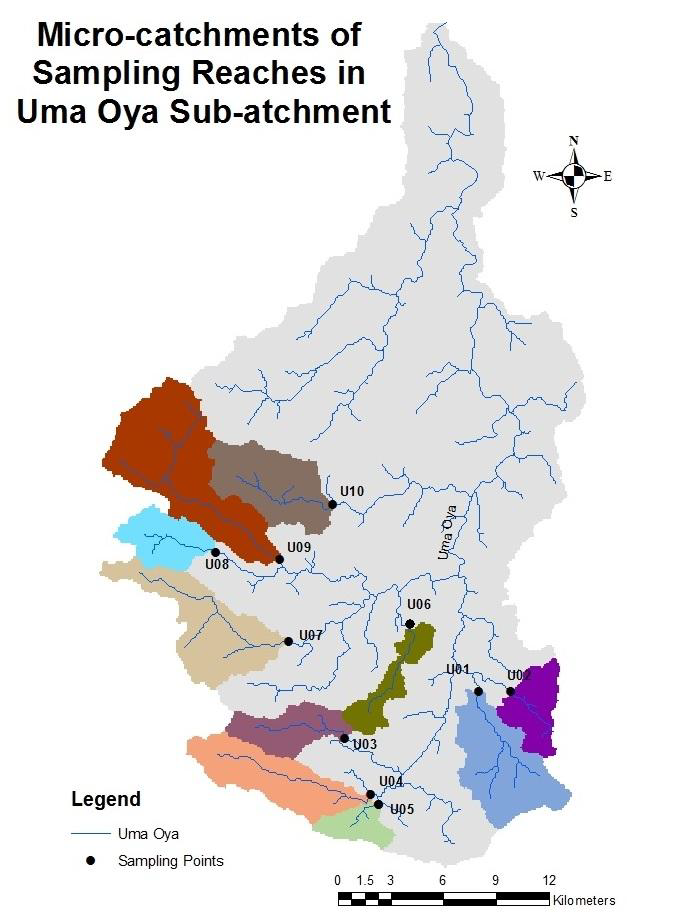 Micro-catchments of
Sampling Reaches in
Uma Oya Sub-atchment
N
W E
S
U10
Uma Oya
U09
U08
U06
U07
U01 U02
U03
U04
U05
Legend
Uma Oya
Sampling Points
0 1.5 3 6 9 12
Kilometers